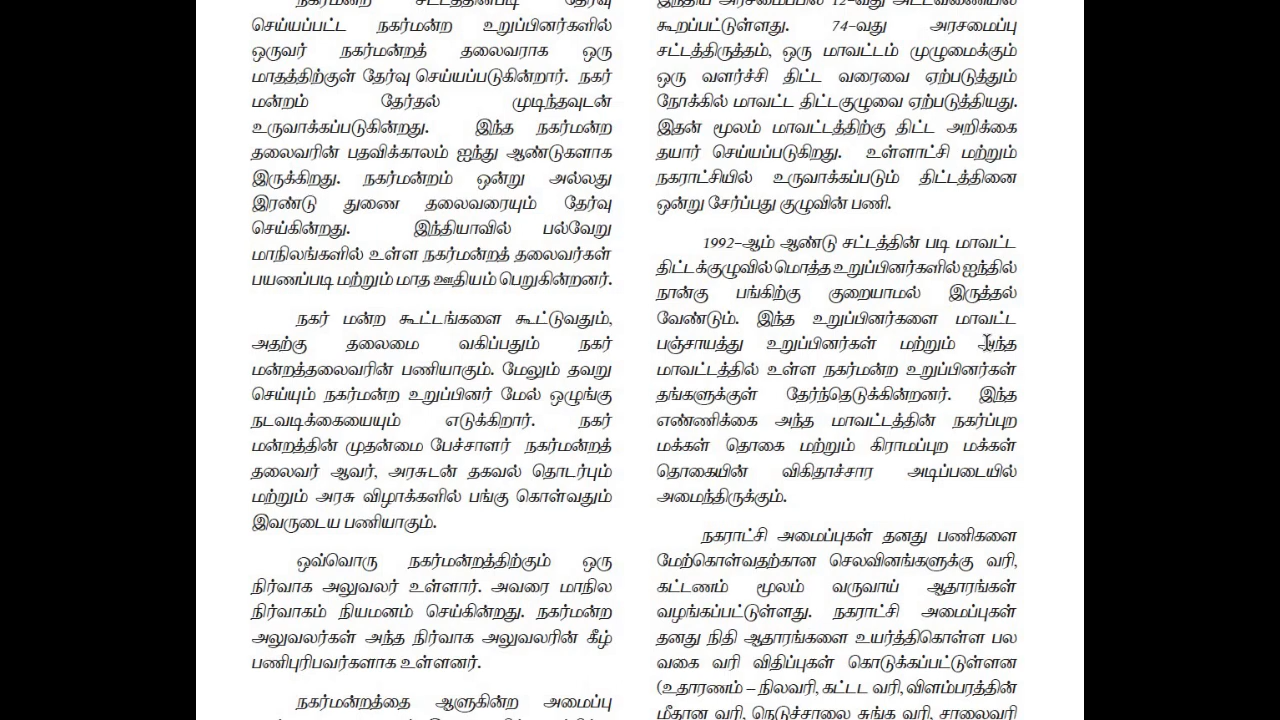 நகர்மன்ற சட்டத்தின்படி தேர்வு
செய்யப்பட்ட நகர்மன்ற உறுப்பினர்களில்
ஒருவர் நகர்மன்றத் தலைவராக ஒரு
மாதத்திற்குள் தேர்வு செய்யப்படுகின்றார். நகர்
மன்றம் தேர்தல் முடிந்தவுடன்
உருவாக்கப்படுகின்றது. இந்த நகர்மன்ற
தலைவரின் பதவிக்காலம் ஐந்து ஆண்டுகளாக
இருக்கிறது. நகர்மன்றம் ஒன்று அல்லது
இரண்டு துணை தலைவரையும் தேர்வு
செய்கின்றது. இந்தியாவில் பல்வேறு
மாநிலங்களில் உள்ள நகர்மன்றத் தலைவர்கள்
பயணப்படி மற்றும் மாத ஊதியம் பெறுகின்றனர்.
நகர் மன்ற கூட்டங்களை கூட்டுவதும்,
அதற்கு தலைமை வகிப்பதும் நகர்
மன்றத்தலைவரின் பணியாகும். மேலும் தவறு
செய்யும் நகர்மன்ற உறுப்பினர் மேல் ஒழுங்கு
நடவடிக்கையையும் எடுக்கிறார். நகர்
மன்றத்தின் முதன்மை பேச்சாளர் நகர்மன்றத்
தலைவர் ஆவர், அரசுடன் தகவல் தொடர்பும்
மற்றும் அரசு விழாக்களில் பங்கு கொள்வதும்
இவருடைய பணியாகும்.
ஒவ்வொரு நகர்மன்றத்திற்கும் ஒரு
நிர்வாக அலுவலர் உள்ளார். அவரை மாநில
நிர்வாகம் நியமனம் செய்கின்றது. நகர்மன்ற
அலுவலர்கள் அந்த நிர்வாக அலுவலரின் கீழ்
பணிபுரிபவர்களாக உள்ளனர்.
நகர்மன்றத்தை ஆளுகின்ற அமைப்பு
இந்திய அரசமைப்பில் 12-வது அட்டவணையில்
கூறப்பட்டுள்ளது. 74-வது அரசமைப்பு
சட்டத்திருத்தம், ஒரு மாவட்டம் முழுமைக்கும்
ஒரு வளர்ச்சி திட்ட வரைவை ஏற்படுத்தும்
நோக்கில் மாவட்ட திட்டகுழுவை ஏற்படுத்தியது.
இதன் மூலம் மாவட்டத்திற்கு திட்ட அறிக்கை
தயார் செய்யப்படுகிறது. உள்ளாட்சி மற்றும்
நகராட்சியில் உருவாக்கப்படும் திட்டத்தினை
ஒன்று சேர்ப்பது குழுவின் பணி.
1992-ஆம் ஆண்டு சட்டத்தின் படி மாவட்ட
திட்டக்குழுவில் மொத்த உறுப்பினர்களில் ஐந்தில்
நான்கு பங்கிற்கு குறையாமல் இருத்தல்
வேண்டும். இந்த உறுப்பினர்களை மாவட்ட
பஞ்சாயத்து உறுப்பினர்கள் மற்றும் அந்த
மாவட்டத்தில் உள்ள நகர்மன்ற உறுப்பினர்கள்
தங்களுக்குள் தேர்ந்தெடுக்கின்றனர். இந்த
எண்ணிக்கை அந்த மாவட்டத்தின் நகர்ப்புற
மக்கள் தொகை மற்றும் கிராமப்புற மக்கள்
தொகையின் விகிதாச்சார அடிப்படையில்
அமைந்திருக்கும்.
நகராட்சி அமைப்புகள் தனது பணிகளை
மேற்கொள்வதற்கான செலவினங்களுக்கு வரி,
கட்டணம் மூலம் வருவாய் ஆதாரங்கள்
வழங்கப்பட்டுள்ளது. நகராட்சி அமைப்புகள்
தனது நிதி ஆதாரங்களை உயர்த்திகொள்ள பல
வகை வரி விதிப்புகள் கொடுக்கப்பட்டுள்ளன
(உதாரணம் – நிலவரி, கட்டட வரி, விளம்பரத்தின்
மீதான வரி, நெடுச்சாலை சுங்க வரி, சாலைவரி